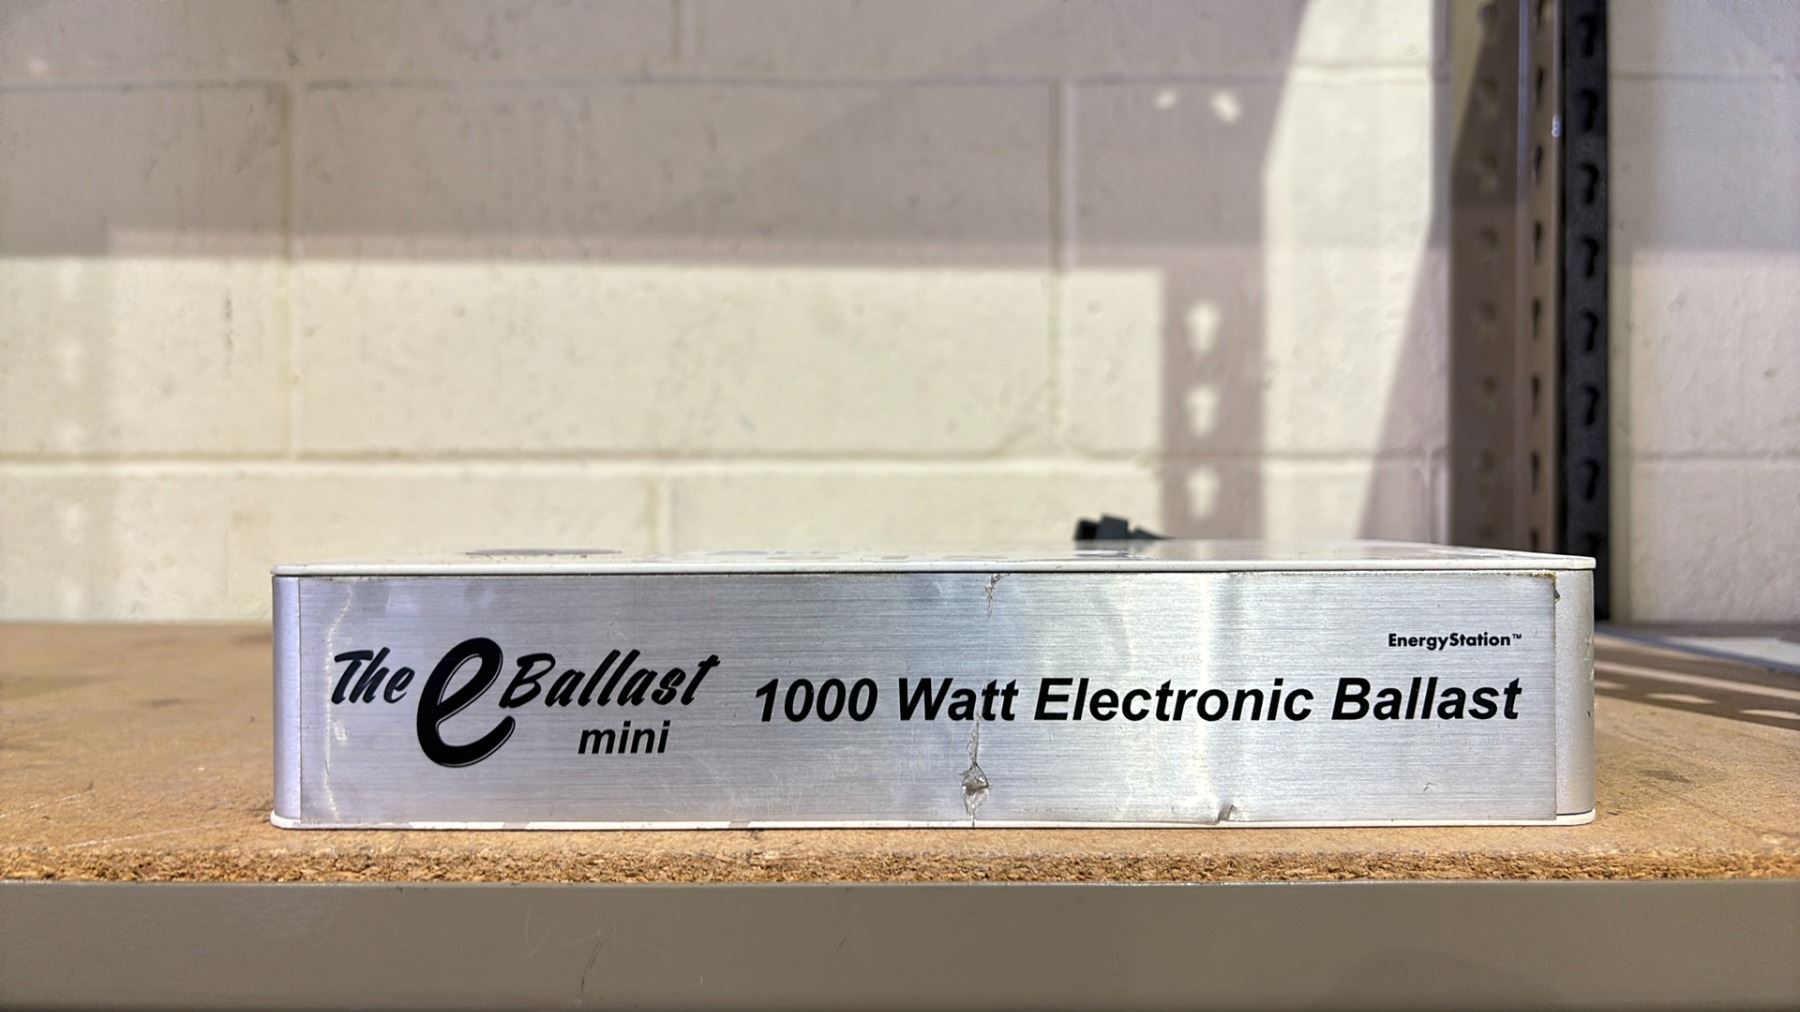 The eBallast
mini
EnergyStation™
1000 Watt Electronic Ballast